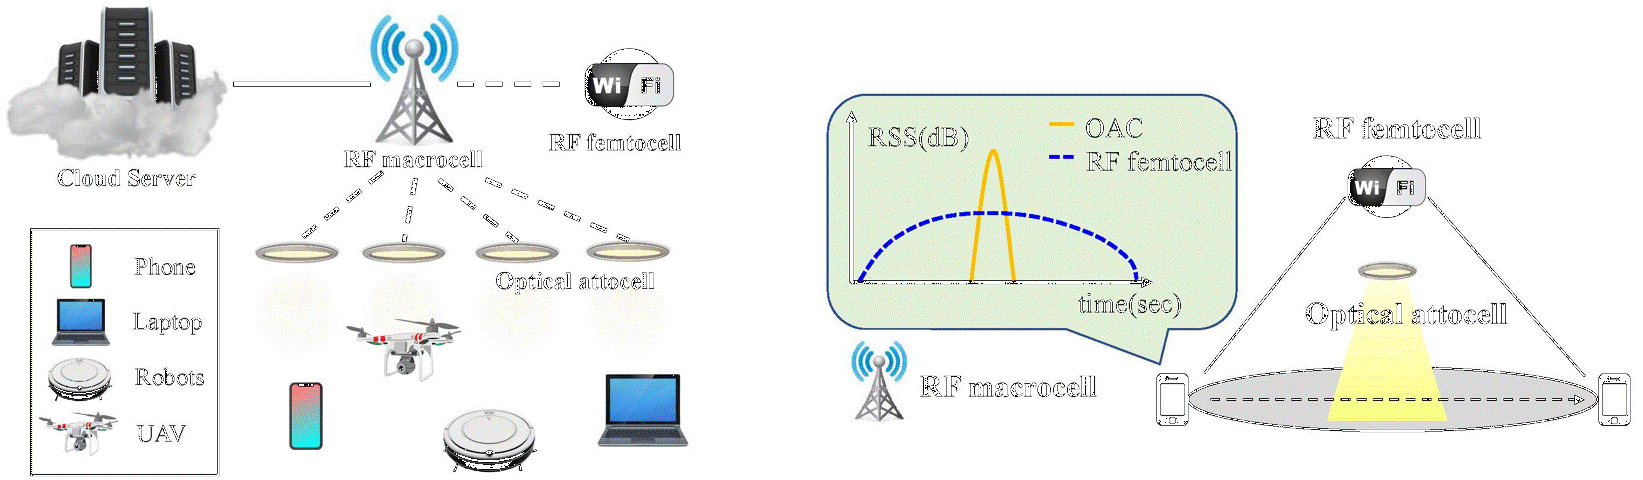 Cloud Server
RF macrocell
Wi Fi
RF femtocell
Optical attocell
Phone
Laptop
Robots
UAV
RSS(dB)
OAC
RF femtocell
time(sec)
RF macrocell
RF femtocell
Wi Fi
Optical attocell